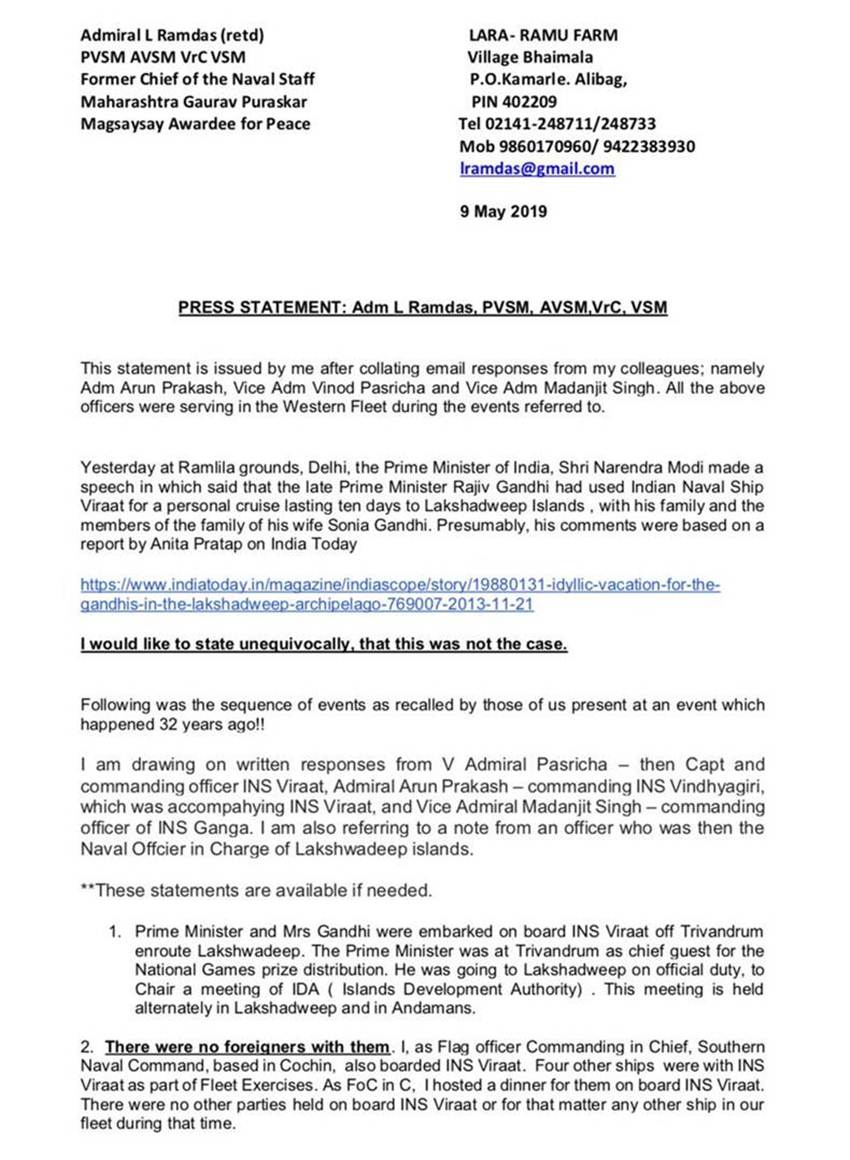 Admiral L Ramdas (retd) LARA- RAMU FARM
PVSM AVSM VrC VSM Village Bhaimala
Former Chief of the Naval Staff P.O.Kamarle. Alibag,
Maharashtra Gaurav Puraskar PIN 402209
Magsaysay Awardee for Peace Tel 02141-248711/248733
Mob 9860170960/ 9422383930
lramdas@gmail.com
9 May 2019
PRESS STATEMENT: Adm L Ramdas, PVSM, AVSM,VrC, VSM
This statement is issued by me after collating email responses from my colleagues; namely
Adm Arun Prakash, Vice Adm Vinod Pasricha and Vice Adm Madanjit Singh. All the above
officers were serving in the Western Fleet during the events referred to.
Yesterday at Ramlila grounds, Delhi, the Prime Minister of India, Shri Narendra Modi made a
speech in which said that the late Prime Minister Rajiv Gandhi had used Indian Naval Ship
Viraat for a personal cruise lasting ten days to Lakshadweep Islands , with his family and the
members of the family of his wife Sonia Gandhi. Presumably, his comments were based on a
report by Anita Pratap on India Today
https://www.indiatoday.in/magazine/indiascope/story/19880131-idyllic-vacation-for-the-
gandhis-in-the-lakshadweep-archipelago-769007-2013-11-21
I would like to state unequivocally, that this was not the case.
Following was the sequence of events as recalled by those of us present at an event which
happened 32 years ago!!
I am drawing on written responses from V Admiral Pasricha – then Capt and
commanding officer INS Viraat, Admiral Arun Prakash – commanding INS Vindhyagiri,
which was accompahying INS Viraat, and Vice Admiral Madanjit Singh – commanding
officer of INS Ganga. I am also referring to a note from an officer who was then the
Naval Offcier in Charge of Lakshwadeep islands.
**These statements are available if needed.
1. Prime Minister and Mrs Gandhi were embarked on board INS Viraat off Trivandrum
enroute Lakshwadeep. The Prime Minister was at Trivandrum as chief guest for the
National Games prize distribution. He was going to Lakshadweep on official duty, to
Chair a meeting of IDA ( Islands Development Authority) . This meeting is held
alternately in Lakshadweep and in Andamans.
2. There were no foreigners with them. I, as Flag officer Commanding in Chief, Southern
Naval Command, based in Cochin, also boarded INS Viraat. Four other ships were with INS
Viraat as part of Fleet Exercises. As FoC in C, I hosted a dinner for them on board INS Viraat.
There were no other parties held on board INS Viraat or for that matter any other ship in our
fleet during that time.